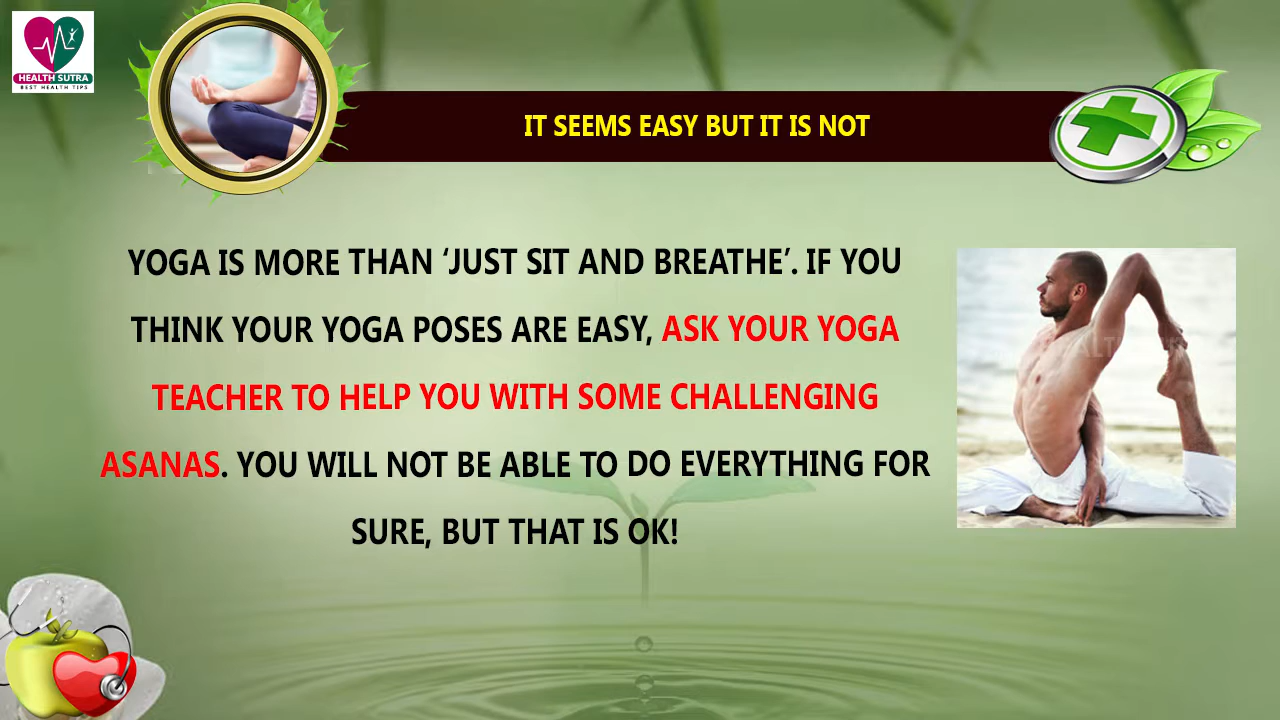 HEALTH SUTRA
BEST HEALTH TIPS
IT SEEMS EASY BUT IT IS NOT
YOGA IS MORE THAN ‘JUST SIT AND BREATHE’. IF YOU
THINK YOUR YOGA POSES ARE EASY, ASK YOUR YOGA
TEACHER TO HELP YOU WITH SOME CHALLENGING
ASANAS. YOU WILL NOT BE ABLE TO DO EVERYTHING FOR
SURE, BUT THAT IS OK!